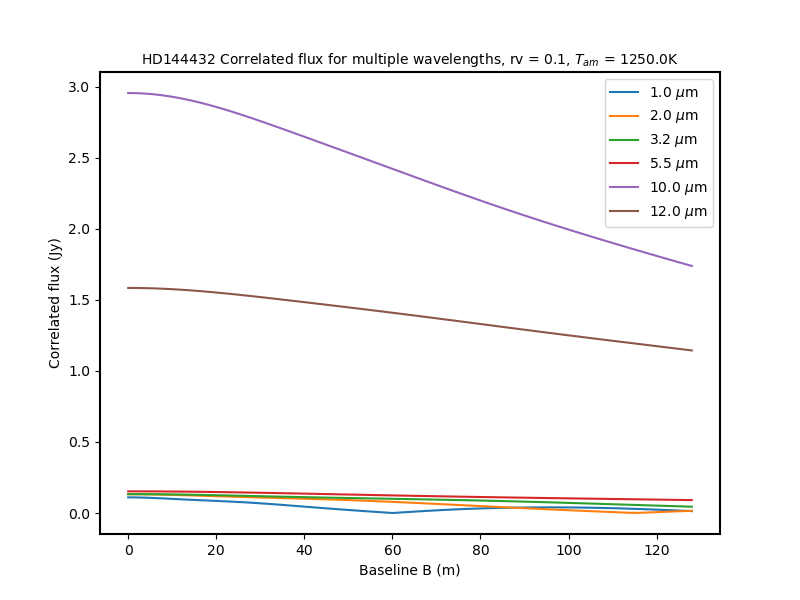 HD144432 Correlated flux for multiple wavelengths, rv = 0.1, T_am = 1250.0K
3.0
2.5
2.0
1.5
1.0
0.5
0.0
Correlated flux (Jy)
1.0 μm
2.0 μm
3.2 μm
5.5 μm
10.0 μm
12.0 μm
0 20 40 60 80 100 120
Baseline B (m)